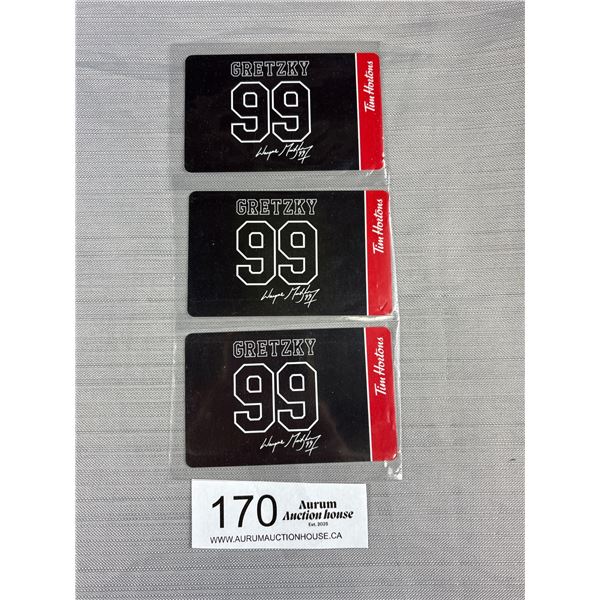 GRETZKY
99
Tim Hortons
GRETZKY
99
Tim Hortons
GRETZKY
99
Tim Hortons
170
Aurum
Auction house
Est. 2025
WWW.AURUMAUCTIONHOUSE.CA